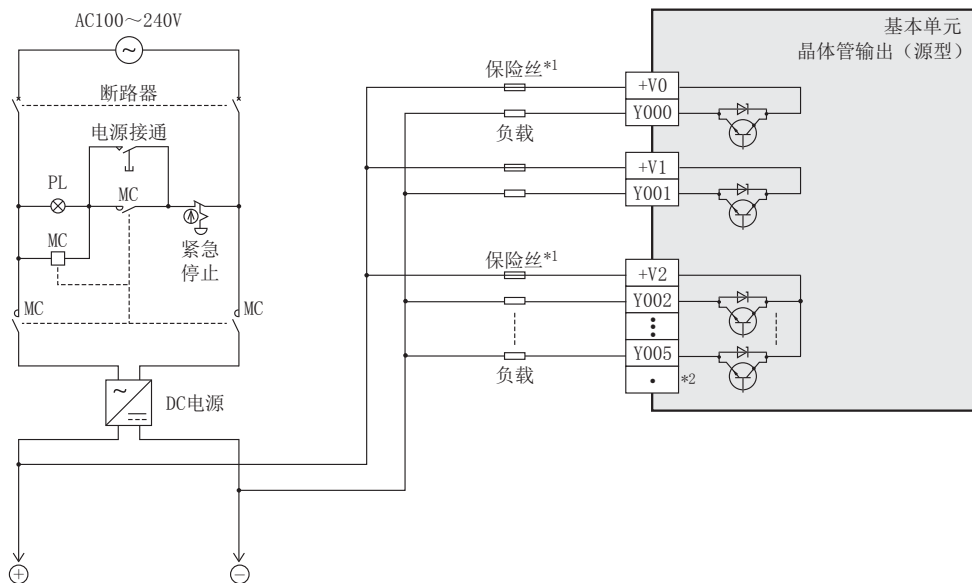 AC100～240V
断路器
电源接通
PL
MC
MC
紧急
停止
MC
MC
DC电源
基本单元
晶体管输出（源型）
保险丝*1
+V0
Y000
负载
+V1
Y001
保险丝*1
+V2
Y002
Y005
负载
*2